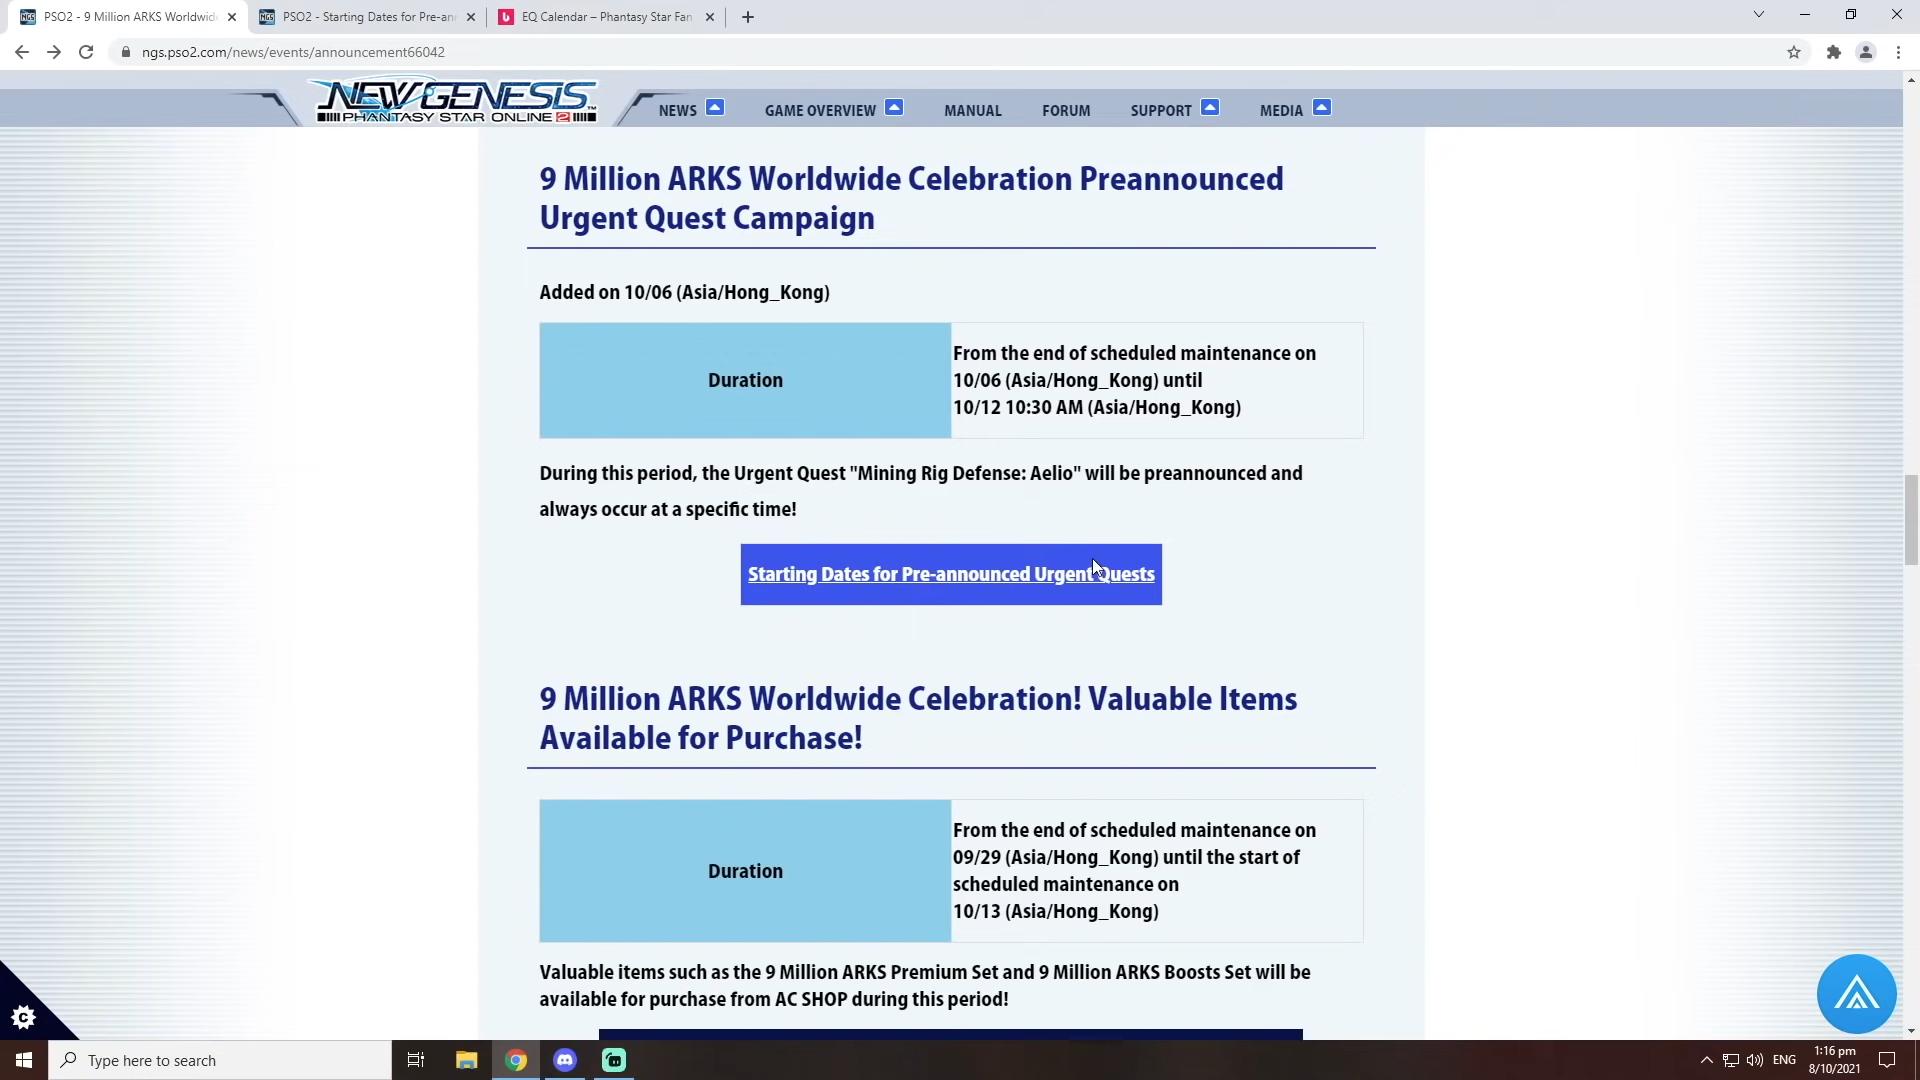 PSO2 - 9 Million ARKS Worldwide
PSO2 - Starting Dates for Pre-an
EQ Calendar – Phantasy Star Fan
ngs.pso2.com/news/events/announcement66042
NEW GENESIS
PHANTASY STAR ONLINE 2
NEWS
GAME OVERVIEW
MANUAL
FORUM
SUPPORT
MEDIA
9 Million ARKS Worldwide Celebration Preannounced
Urgent Quest Campaign
Added on 10/06 (Asia/Hong_Kong)
Duration
From the end of scheduled maintenance on
10/06 (Asia/Hong_Kong) until
10/12 10:30 AM (Asia/Hong_Kong)
During this period, the Urgent Quest "Mining Rig Defense: Aelio" will be preannounced and
always occur at a specific time!
Starting Dates for Pre-announced Urgent Quests
9 Million ARKS Worldwide Celebration! Valuable Items
Available for Purchase!
Duration
From the end of scheduled maintenance on
09/29 (Asia/Hong_Kong) until the start of
scheduled maintenance on
10/13 (Asia/Hong_Kong)
Valuable items such as the 9 Million ARKS Premium Set and 9 Million ARKS Boosts Set will be
available for purchase from AC SHOP during this period!
Type here to search
ENG
1:16 pm
8/10/2021